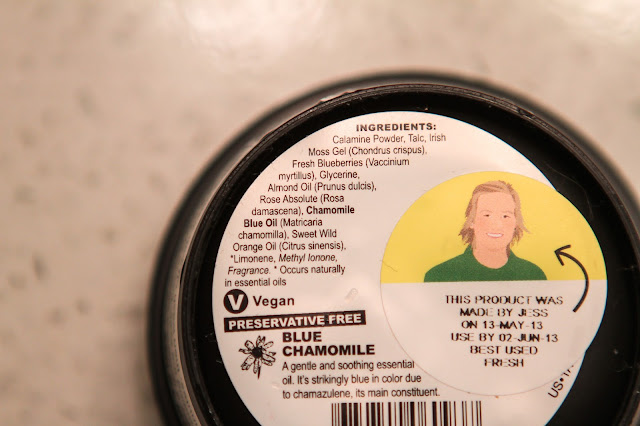 INGREDIENTS:
Calamine Powder, Talc, Irish
Moss Gel (Chondrus crispus),
Fresh Blueberries (Vaccinium
myrtillus), Glycerine,
Almond Oil (Prunus dulcis),
Rose Absolute (Rosa
damascena), Chamomile
Blue Oil (Matricaria
chamomilla), Sweet Wild
Orange Oil (Citrus sinensis),
*Limonene, Methyl Ionone,
Fragrance. * Occurs naturally
in essential oils
V Vegan
PRESERVATIVE FREE
BLUE
CHAMOMILE
A gentle and soothing essential
oil. It's strikingly blue in color due
to chamazulene, its main constituent.
THIS PRODUCT WAS
MADE BY JESS
ON 13-MAY-13
USE BY 02-JUN-13
BEST USED
FRESH
US